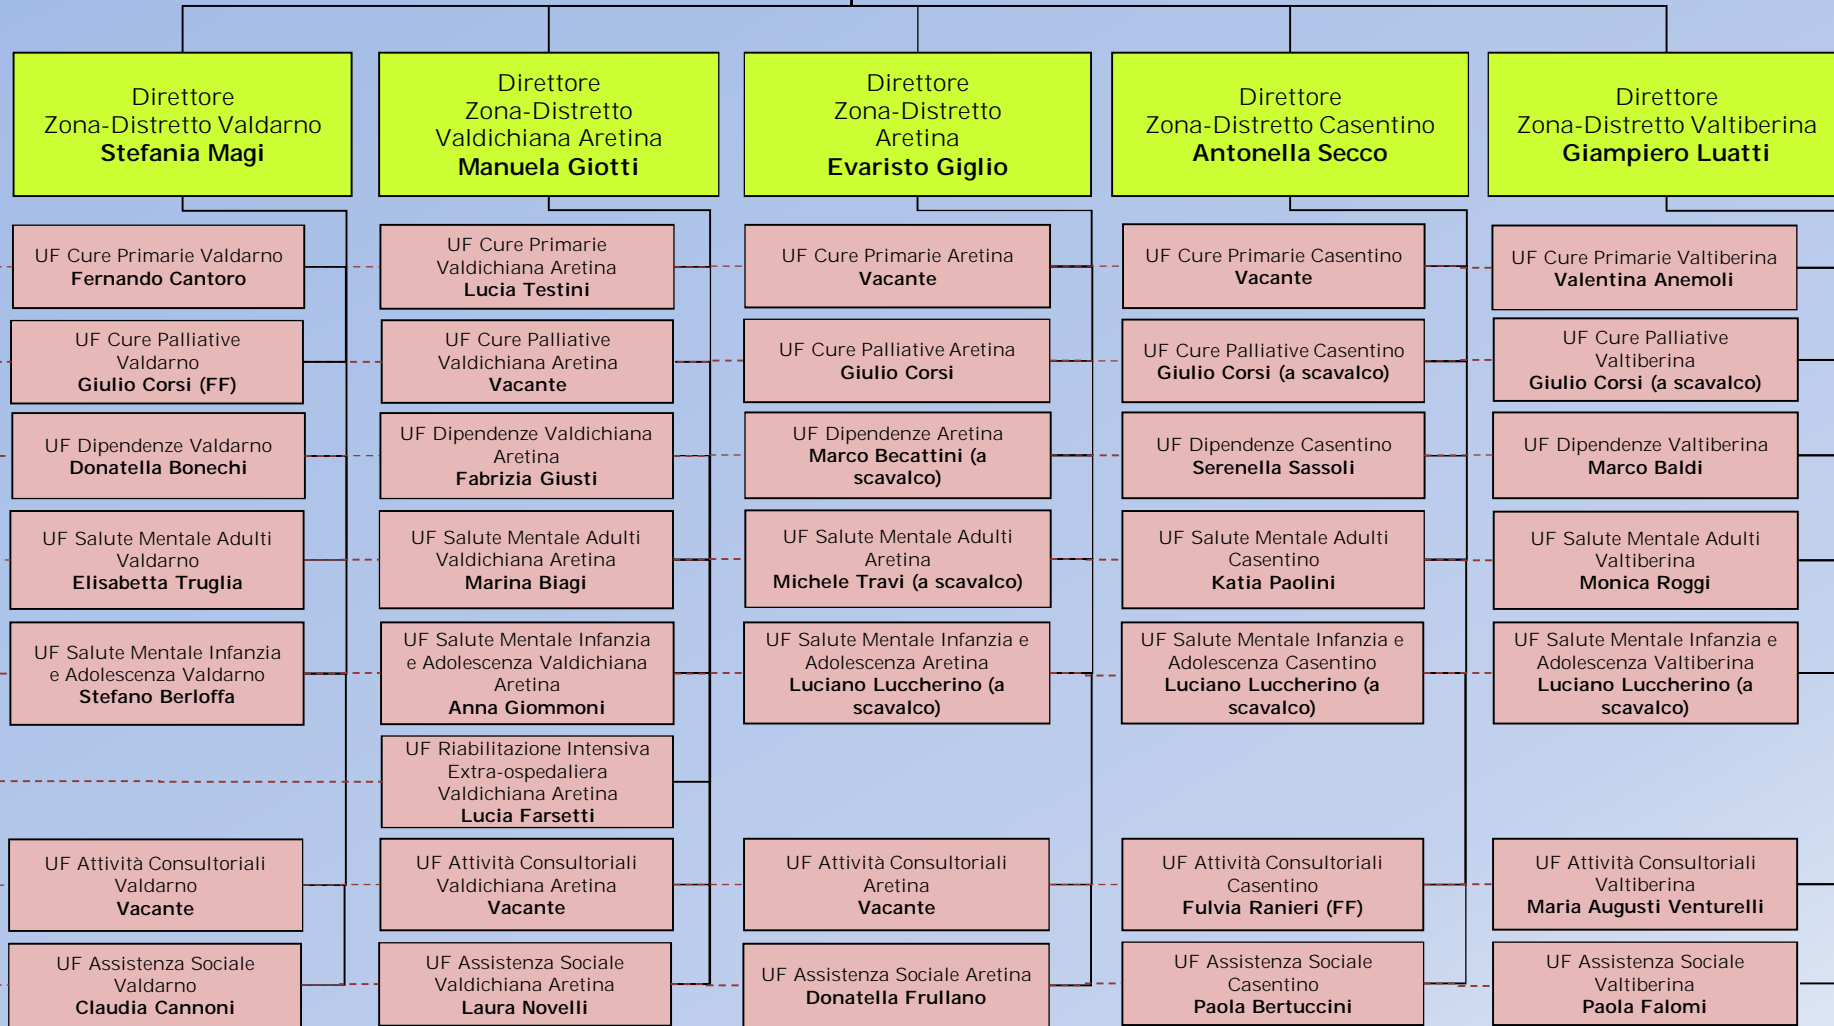 Direttore
Zona-Distretto Valdarno
Stefania Magi
Direttore
Zona-Distretto
Valdichiana Aretina
Manuela Giotti
Direttore
Zona-Distretto
Aretina
Evaristo Giglio
Direttore
Zona-Distretto Casentino
Antonella Secco
Direttore
Zona-Distretto Valtiberina
Giampiero Luatti
UF Cure Primarie Valdarno
Fernando Cantoro
UF Cure Primarie
Valdichiana Aretina
Lucia Testini
UF Cure Primarie Aretina
Vacante
UF Cure Primarie Casentino
Vacante
UF Cure Primarie Valtiberina
Valentina Anemoli
UF Cure Palliative
Valdarno
Giulio Corsi (FF)
UF Cure Palliative
Valdichiana Aretina
Vacante
UF Cure Palliative Aretina
Giulio Corsi
UF Cure Palliative Casentino
Giulio Corsi (a scavalco)
UF Cure Palliative
Valtiberina
Giulio Corsi (a scavalco)
UF Dipendenze Valdarno
Donatella Bonechi
UF Dipendenze Valdichiana
Aretina
Fabrizia Giusti
UF Dipendenze Aretina
Marco Becattini (a
scavalco)
UF Dipendenze Casentino
Serenella Sassoli
UF Dipendenze Valtiberina
Marco Baldi
UF Salute Mentale Adulti
Valdarno
Elisabetta Truglia
UF Salute Mentale Adulti
Valdichiana Aretina
Marina Biagi
UF Salute Mentale Adulti
Aretina
Michele Travi (a scavalco)
UF Salute Mentale Adulti
Casentino
Katia Paolini
UF Salute Mentale Adulti
Valtiberina
Monica Roggi
UF Salute Mentale Infanzia
e Adolescenza Valdarno
Stefano Berloffa
UF Salute Mentale Infanzia
e Adolescenza Valdichiana
Aretina
Anna Giommoni
UF Salute Mentale Infanzia e
Adolescenza Aretina
Luciano Luccherino (a
scavalco)
UF Salute Mentale Infanzia e
Adolescenza Casentino
Luciano Luccherino (a
scavalco)
UF Salute Mentale Infanzia e
Adolescenza Valtiberina
Luciano Luccherino (a
scavalco)
UF Riabilitazione Intensiva
Extra-ospedaliera
Valdichiana Aretina
Lucia Farsetti
UF Attività Consultoriali
Valdarno
Vacante
UF Attività Consultoriali
Valdichiana Aretina
Vacante
UF Attività Consultoriali
Aretina
Vacante
UF Attività Consultoriali
Casentino
Fulvia Ranieri (FF)
UF Attività Consultoriali
Valtiberina
Maria Augusti Venturelli
UF Assistenza Sociale
Valdarno
Claudia Cannoni
UF Assistenza Sociale
Valdichiana Aretina
Laura Novelli
UF Assistenza Sociale Aretina
Donatella Frullano
UF Assistenza Sociale
Casentino
Paola Bertuccini
UF Assistenza Sociale
Valtiberina
Paola Falomi